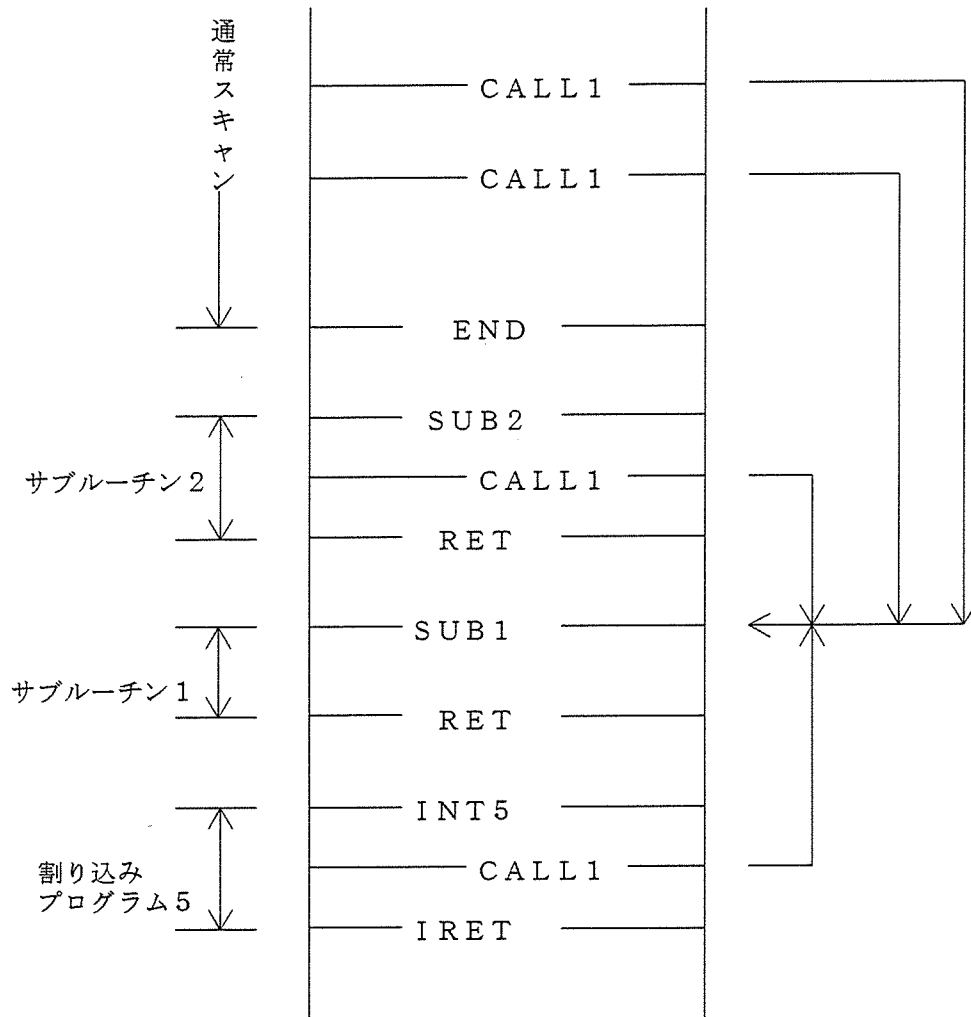 通常スキャン
CALL1
CALL1
END
SUB2
サブルーチン2
CALL1
RET
SUB1
サブルーチン1
RET
INT5
割り込み
プログラム5
CALL1
IRET